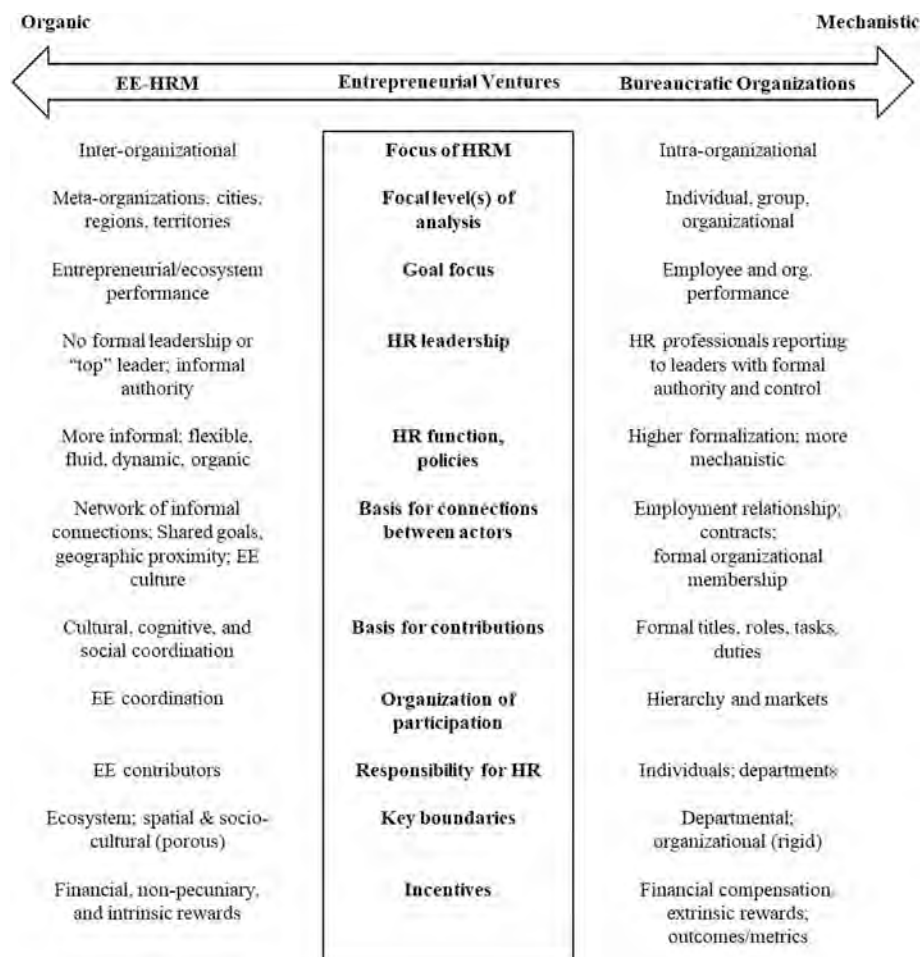 Organic Mechanistic
EE-HRM Entrepreneurial Ventures Bureancratic Organizations
Inter-organizational Focus of HRM Intra-organizational
Meta-organizations, cities, Focal level(s) of Individual, group,
regions, territories analysis organizational
Entrepreneurial/ecosystem Goal focus Employee and org.
performance performance
No formal leadership or HR leadership HR professionals reporting
“top” leader; informal to leaders with formal
authority authority and control
More informal; flexible, HR function, Higher formalization; more
fluid, dynamic, organic policies mechanistic
Network of informal Basis for connections Employment relationship;
connections; Shared goals, between actors contracts;
geographic proximity; EE formal organizational
culture membership
Cultural, cognitive, and Basis for contributions Formal titles, roles, tasks,
social coordination duties
EE coordination Organization of Hierarchy and markets
participation
EE contributors Responsibility for HR Individuals; departments
Ecosystem; spatial & socio- Key boundaries Departmental;
cultural (porous) organizational (rigid)
Financial, non-pecuniary, Incentives Financial compensation,
and intrinsic rewards extrinsic rewards;
outcomes/metrics